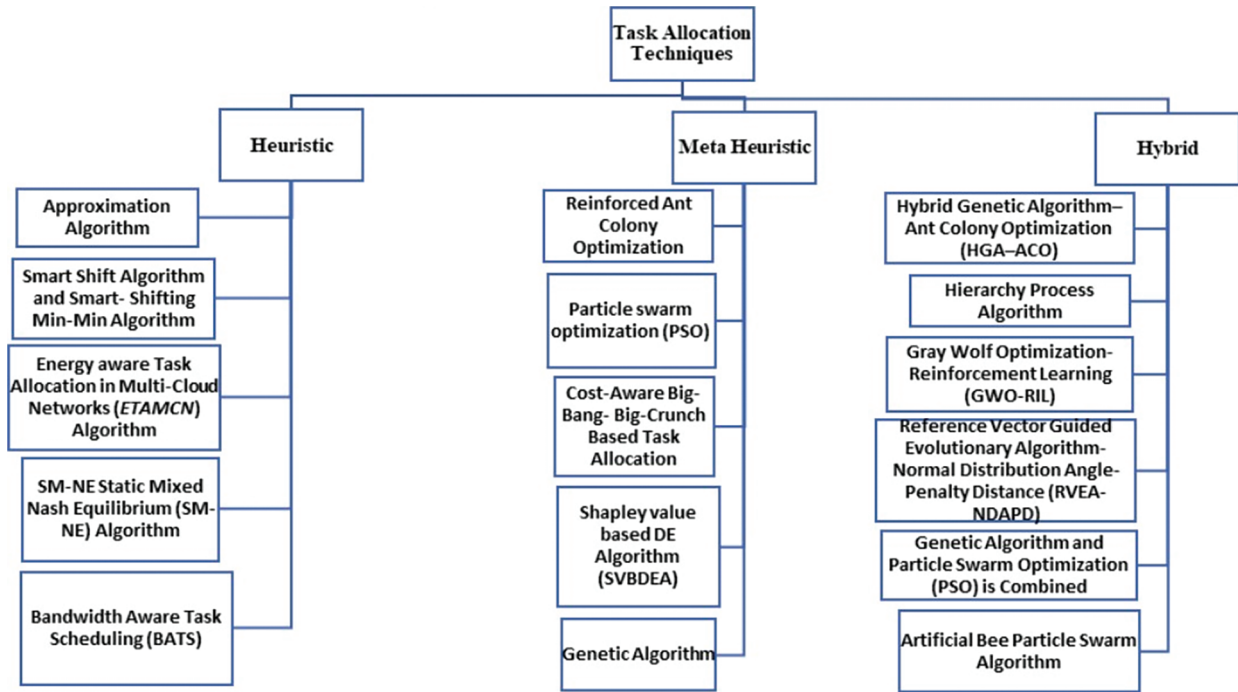 Task Allocation
Techniques
Heuristic
Approximation
Algorithm
Smart Shift Algorithm
and Smart- Shifting
Min-Min Algorithm
Energy aware Task
Allocation in Multi-Cloud
Networks (ETAMCN)
Algorithm
SM-NE Static Mixed
Nash Equilibrium (SM-
NE) Algorithm
Bandwidth Aware Task
Scheduling (BATS)
Meta Heuristic
Reinforced Ant
Colony
Optimization
Particle swarm
optimization (PSO)
Cost-Aware Big-
Bang- Big-Crunch
Based Task
Allocation
Shapley value
based DE
Algorithm
(SVBDEA)
Genetic Algorithm
Hybrid
Hybrid Genetic Algorithm–
Ant Colony Optimization
(HGA–ACO)
Hierarchy Process
Algorithm
Gray Wolf Optimization-
Reinforcement Learning
(GWO-RIL)
Reference Vector Guided
Evolutionary Algorithm-
Normal Distribution Angle-
Penalty Distance (RVEA-
NDAPD)
Genetic Algorithm and
Particle Swarm Optimization
(PSO) is Combined
Artificial Bee Particle Swarm
Algorithm